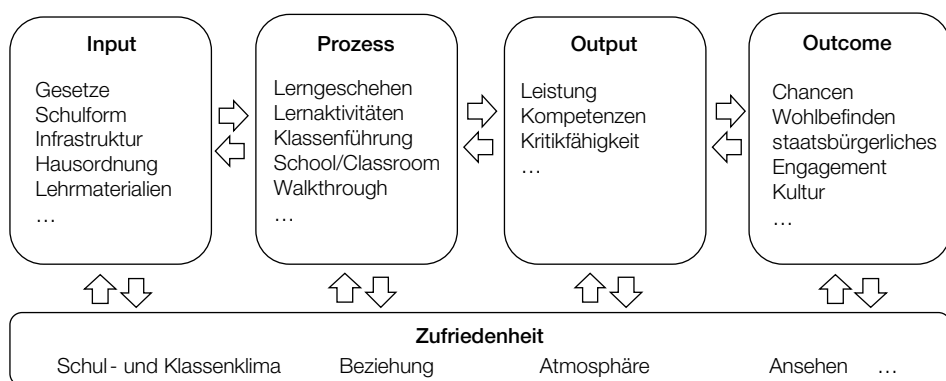 Input
Gesetze
Schulform
Infrastruktur
Hausordnung
Lehrmaterialien
…
Prozess
Lerngeschehen
Lernaktivitäten
Klassenführung
School/Classroom
Walkthrough
…
Output
Leistung
Kompetenzen
Kritikfähigkeit
…
Outcome
Chancen
Wohlbefinden
staatsbürgerliches
Engagement
Kultur
…
Zufriedenheit
Schul- und Klassenklima Beziehung Atmosphäre Ansehen …